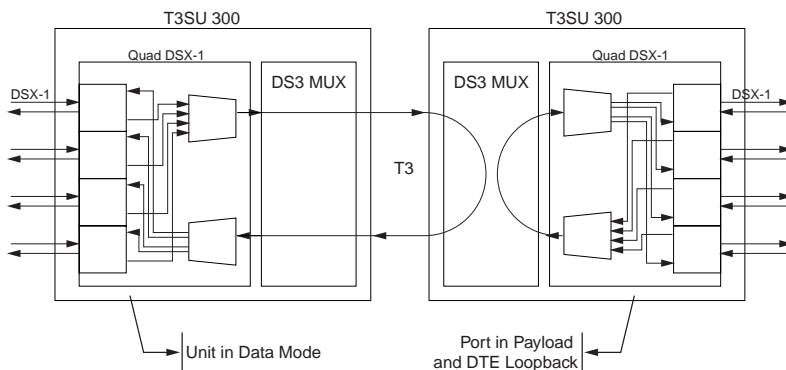 T3SU 300
T3SU 300
Quad DSX-1
Quad DSX-1
DS3 MUX
DS3 MUX
DSX-1
DSX-1
T3
Unit in Data Mode
Port in Payload
and DTE Loopback